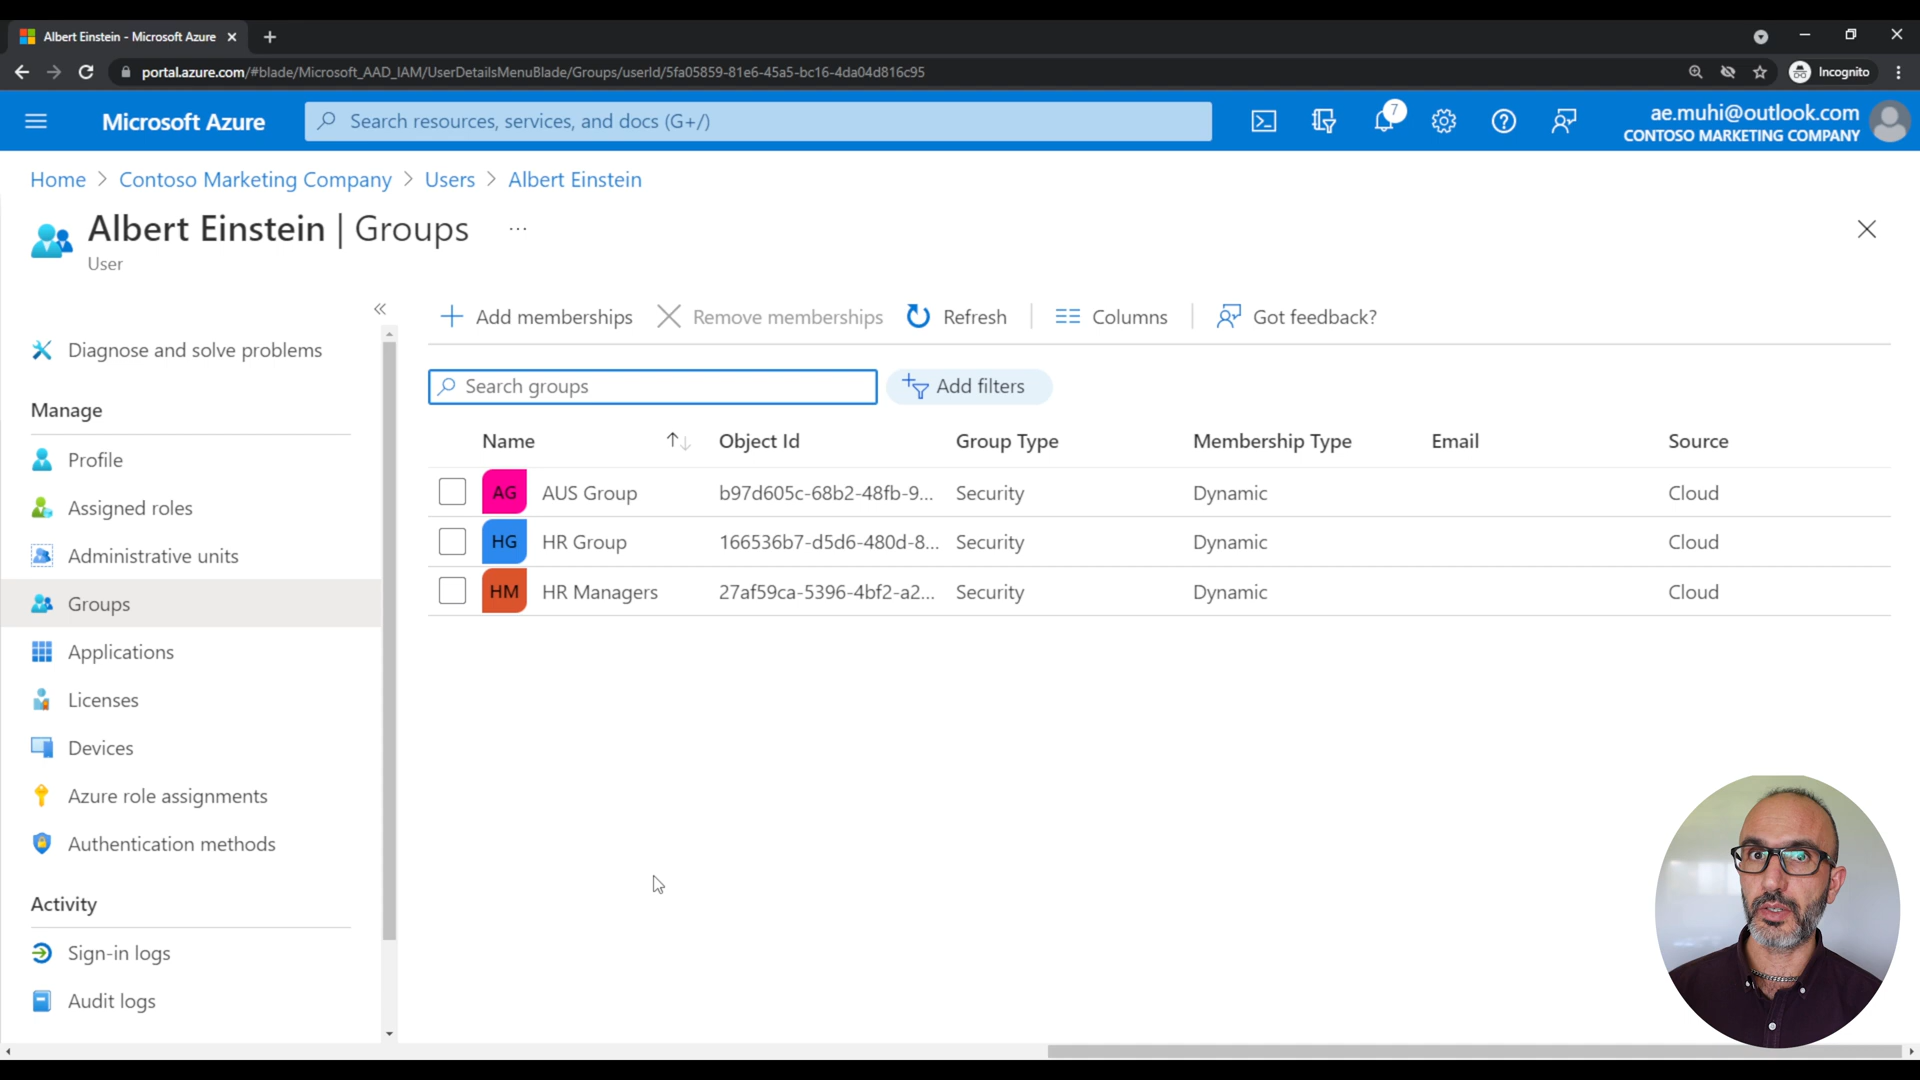 Albert Einstein - Microsoft Azure
portal.azure.com/#blade/Microsoft_AAD_IAM/UserDetailsMenuBlade/Groups/userId/5fa05859-81e6-45a5-bc16-4da04d816c95
Incognito
Microsoft Azure
Search resources, services, and docs (G+/)
7
ae.muhi@outlook.com
CONTOSO MARKETING COMPANY
Home > Contoso Marketing Company > Users > Albert Einstein
Albert Einstein | Groups ...
User
Add memberships Remove memberships Refresh Columns Got feedback?
Search groups
Add filters
Name Object Id Group Type Membership Type Email Source
AG AUS Group b97d605c-68b2-48fb-9... Security Dynamic Cloud
HG HR Group 166536b7-d5d6-480d-8... Security Dynamic Cloud
HM HR Managers 27af59ca-5396-4bf2-a2... Security Dynamic Cloud
Diagnose and solve problems
Manage
Profile
Assigned roles
Administrative units
Groups
Applications
Licenses
Devices
Azure role assignments
Authentication methods
Activity
Sign-in logs
Audit logs